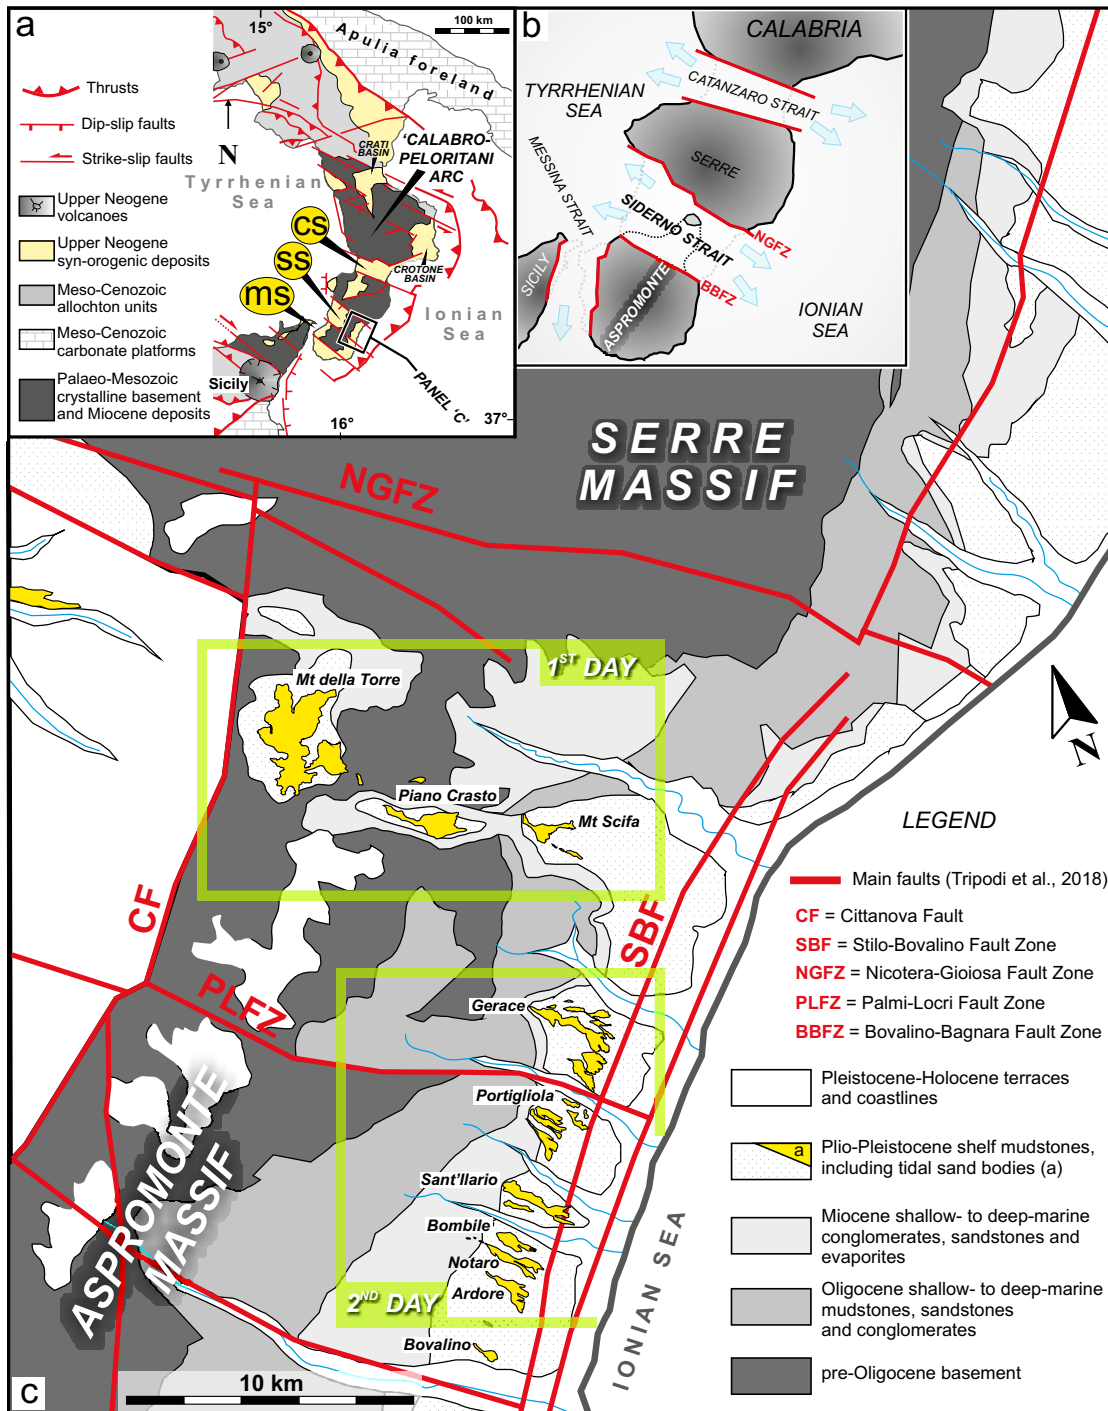 a
15°
100 km
Apulia foreland
Thrusts
Dip-slip faults
Strike-slip faults
N
Upper Neogene
volcanoes
Upper Neogene
syn-orogenic deposits
Meso-Cenozoic
allochton units
Meso-Cenozoic
carbonate platforms
Palaeo-Mesozoic
crystalline basement
and Miocene deposits
CRATI
BASIN
'CALABRO-
PELORITANI
ARC
Tyrrhenian
Sea
CS
SS
ms
CROTONE
BASIN
Ionian
Sea
PANEL 'C'
Sicily
16°
37°
b
CALABRIA
TYRRHENIAN
SEA
CATANZARO STRAIT
MESSINA STRAIT
SERRE
SIDERNO STRAIT
NGFZ
SICILY
ASPROMONTE
BBFZ
IONIAN
SEA
SERRE
MASSIF
NGFZ
1ST DAY
Mt della Torre
Piano Crasto
Mt Scifa
N
CF
SBF
PLFZ
Gerace
Portigliola
Sant'Ilario
Bombile
Notaro
Ardore
2ND DAY
Bovalino
ASPROMONTE
MASSIF
IONIAN SEA
c
10 km
LEGEND
Main faults (Tripodi et al., 2018)
CF = Cittanova Fault
SBF = Stilo-Bovalino Fault Zone
NGFZ = Nicotera-Gioiosa Fault Zone
PLFZ = Palmi-Locri Fault Zone
BBFZ = Bovalino-Bagnara Fault Zone
Pleistocene-Holocene terraces
and coastlines
a
Plio-Pleistocene shelf mudstones,
including tidal sand bodies (a)
Miocene shallow- to deep-marine
conglomerates, sandstones and
evaporites
Oligocene shallow- to deep-marine
mudstones, sandstones
and conglomerates
pre-Oligocene basement